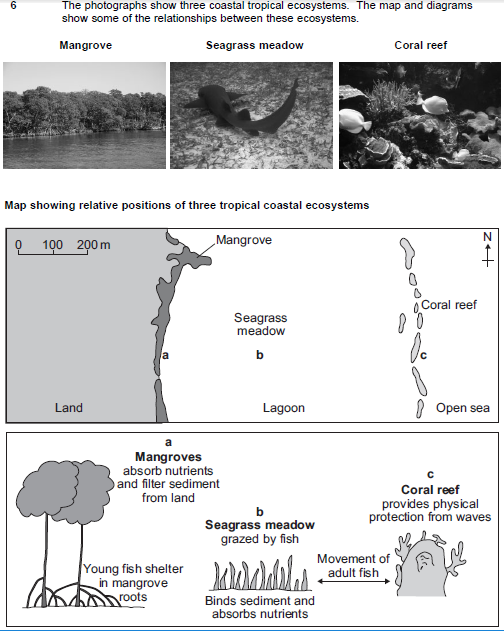 6 The photographs show three coastal tropical ecosystems. The map and diagrams
show some of the relationships between these ecosystems.
Mangrove Seagrass meadow Coral reef
Map showing relative positions of three tropical coastal ecosystems
0 100 200 m
Mangrove
N
Coral reef
Seagrass
meadow
a b c
Land Lagoon Open sea
a
Mangroves
absorb nutrients
and filter sediment
from land
Young fish shelter
in mangrove
roots
b
Seagrass meadow
grazed by fish
Binds sediment and
absorbs nutrients
Movement of
adult fish
c
Coral reef
provides physical
protection from waves